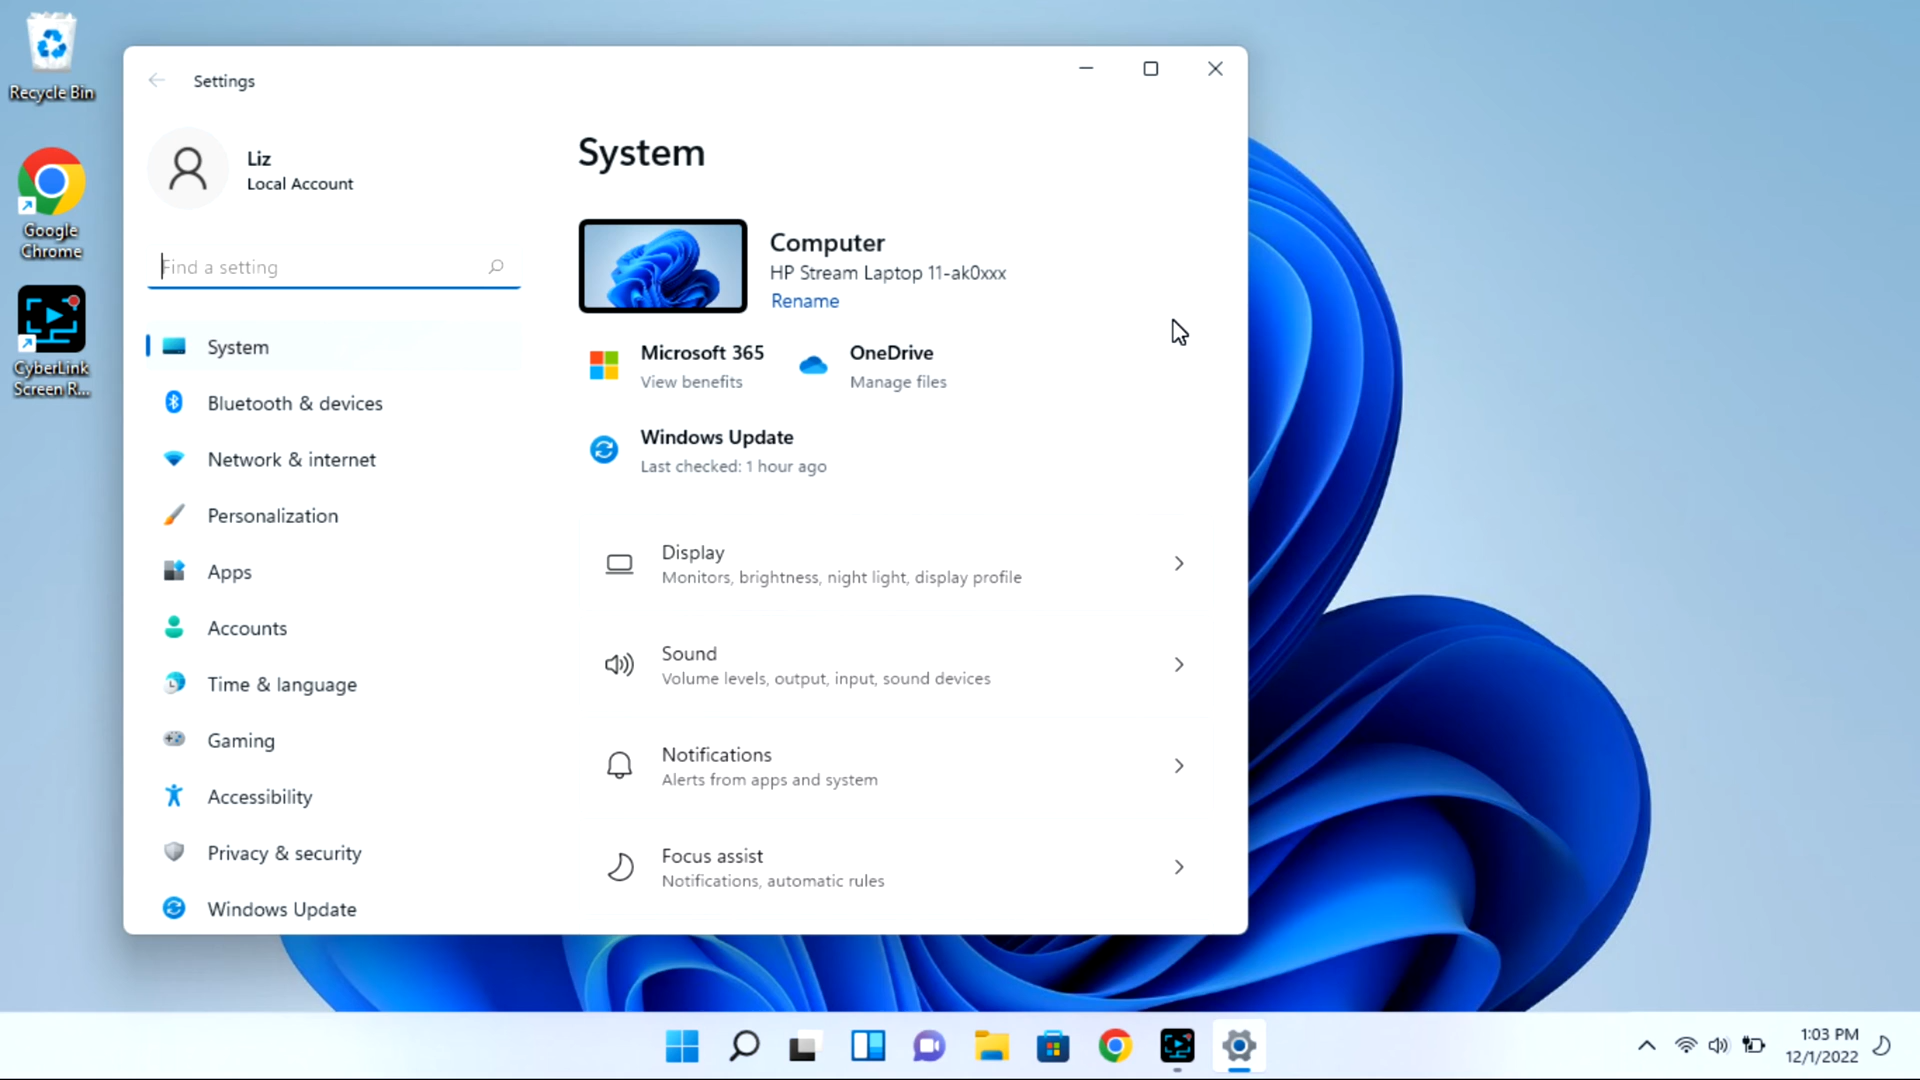 Recycle Bin
Google
Chrome
CyberLink
Screen R...
Settings
Liz
Local Account
Find a setting
System
Bluetooth & devices
Network & internet
Personalization
Apps
Accounts
Time & language
Gaming
Accessibility
Privacy & security
Windows Update
System
Computer
HP Stream Laptop 11-ak0xxx
Rename
Microsoft 365
View benefits
OneDrive
Manage files
Windows Update
Last checked: 1 hour ago
Display
Monitors, brightness, night light, display profile
Sound
Volume levels, output, input, sound devices
Notifications
Alerts from apps and system
Focus assist
Notifications, automatic rules
1:03 PM
12/1/2022